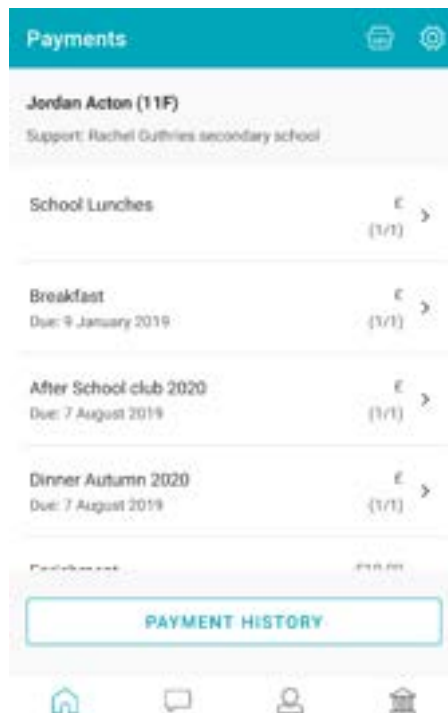 Payments
Jordan Acton (11F)
Support: Rachel Guthries secondary school
School Lunches
£
(1/1)
Breakfast
£
Due: 9 January 2019
(1/1)
After School club 2020
£
Due: 7 August 2019
(1/1)
Dinner Autumn 2020
£
Due: 7 August 2019
(1/1)
PAYMENT HISTORY